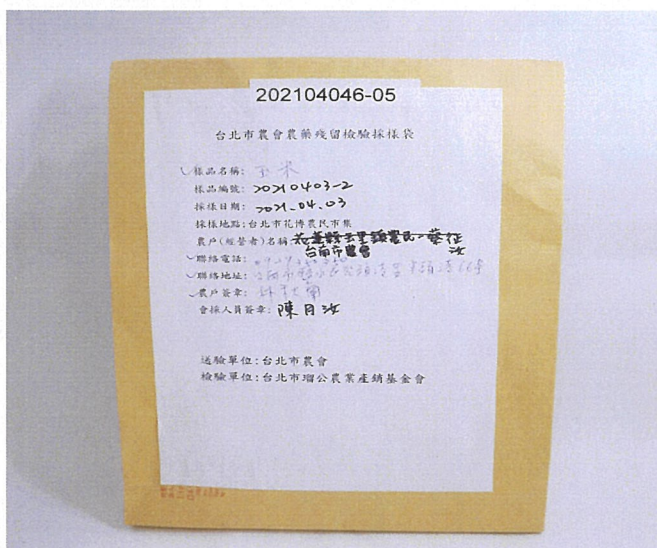 202104046-05
台北市農會農藥殘留檢驗採樣袋
樣品名稱: 玉米
樣品編號: 20210403-2
採樣日期: 2021.04.03
採樣地點:台北市花博農民市集
農戶(經營者)名稱:
台南市農會
聯絡電話:
聯絡地址:
農戶簽章:
會採人員簽章: 陳月汝
送驗單位:台北市農會
檢驗單位:台北市瑠公農業產銷基金會